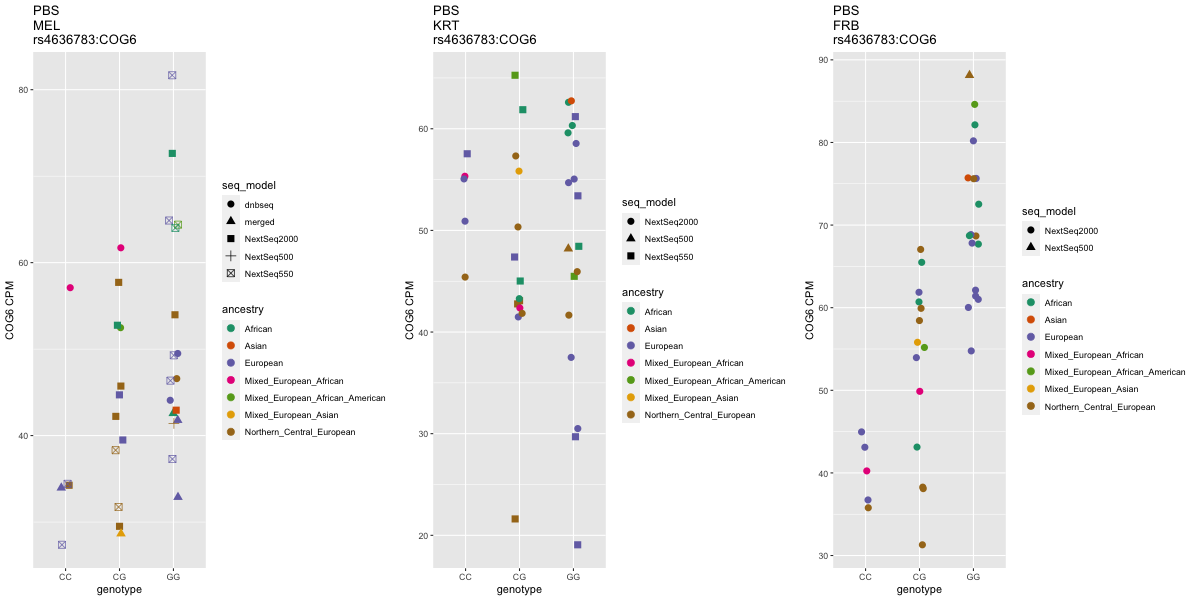 PBS
MEL
rs4636783:COG6
80
60
40
COG6 CPM
CC
CG
GG
genotype
seq_model
dnbseq
merged
NextSeq2000
NextSeq500
NextSeq550
ancestry
African
Asian
European
Mixed_European_African
Mixed_European_African_American
Mixed_European_Asian
Northern_Central_European
PBS
KRT
rs4636783:COG6
60
50
40
30
20
COG6 CPM
CC
CG
GG
genotype
seq_model
NextSeq2000
NextSeq500
NextSeq550
ancestry
African
Asian
European
Mixed_European_African
Mixed_European_African_American
Mixed_European_Asian
Northern_Central_European
PBS
FRB
rs4636783:COG6
90
80
70
60
50
40
30
COG6 CPM
CC
CG
GG
genotype
seq_model
NextSeq2000
NextSeq500
ancestry
African
Asian
European
Mixed_European_African
Mixed_European_African_American
Mixed_European_Asian
Northern_Central_European